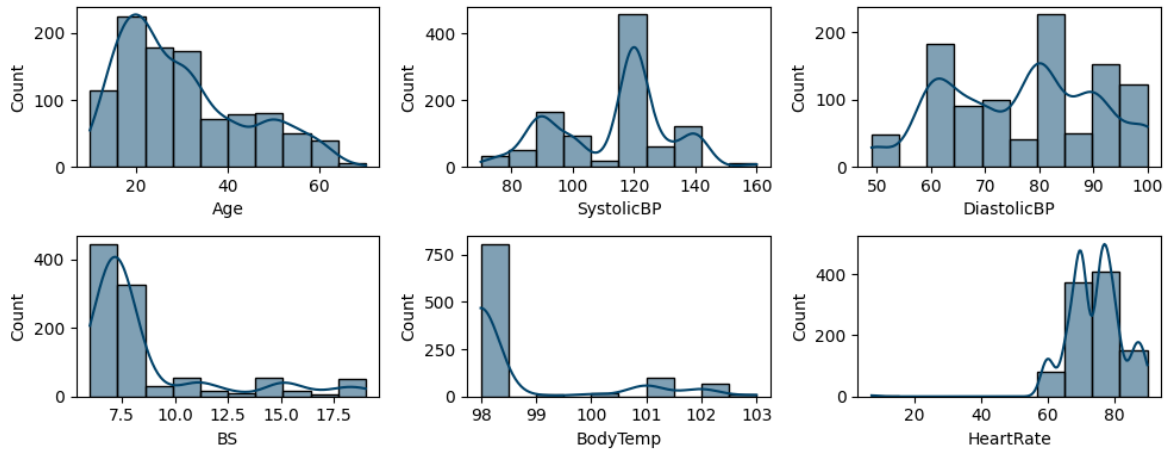 Count
200
100
0
20 40 60
Age
Count
400
200
0
80 100 120 140 160
SystolicBP
Count
200
100
0
50 60 70 80 90 100
DiastolicBP
Count
400
200
0
7.5 10.0 12.5 15.0 17.5
BS
Count
750
500
250
0
98 99 100 101 102 103
BodyTemp
Count
400
200
0
20 40 60 80
HeartRate